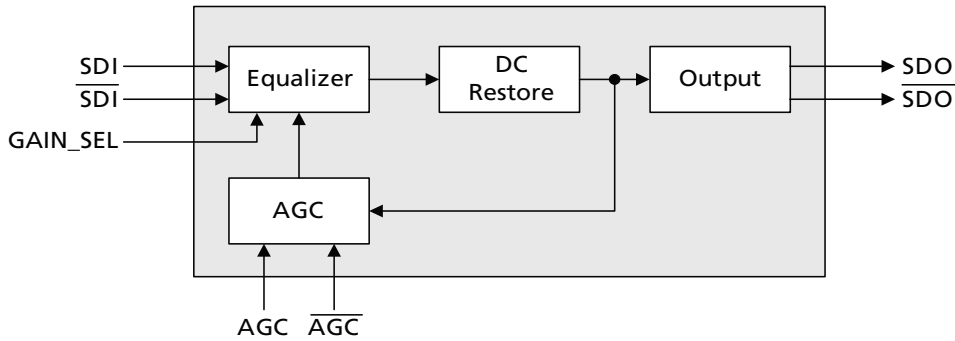 SDI
SDI
GAIN_SEL
Equalizer
DC
Restore
Output
SDO
SDO
AGC
AGC
AGC